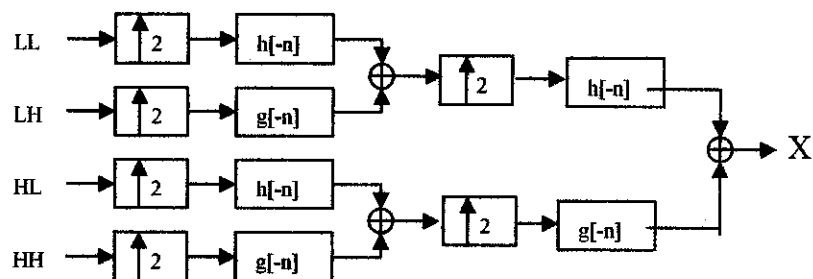 LL 2 h[-n]
2 h[-n]
LH 2 g[-n]
X
HL 2 h[-n]
2 g[-n]
HH 2 g[-n]